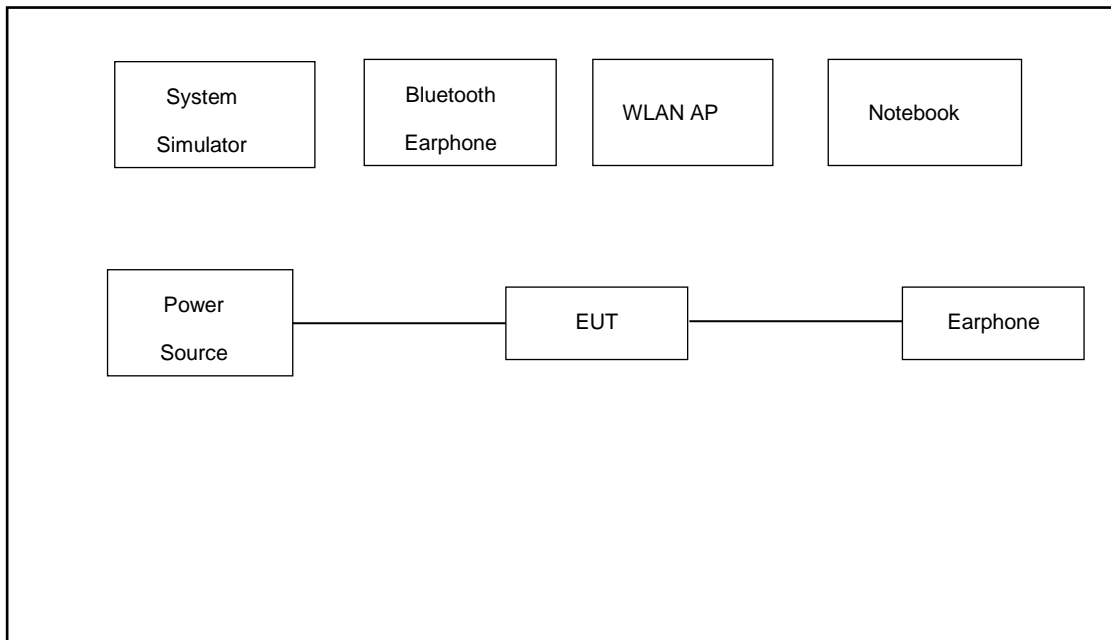 System
Simulator
Bluetooth
Earphone
WLAN AP
Notebook
Power
Source
EUT
Earphone